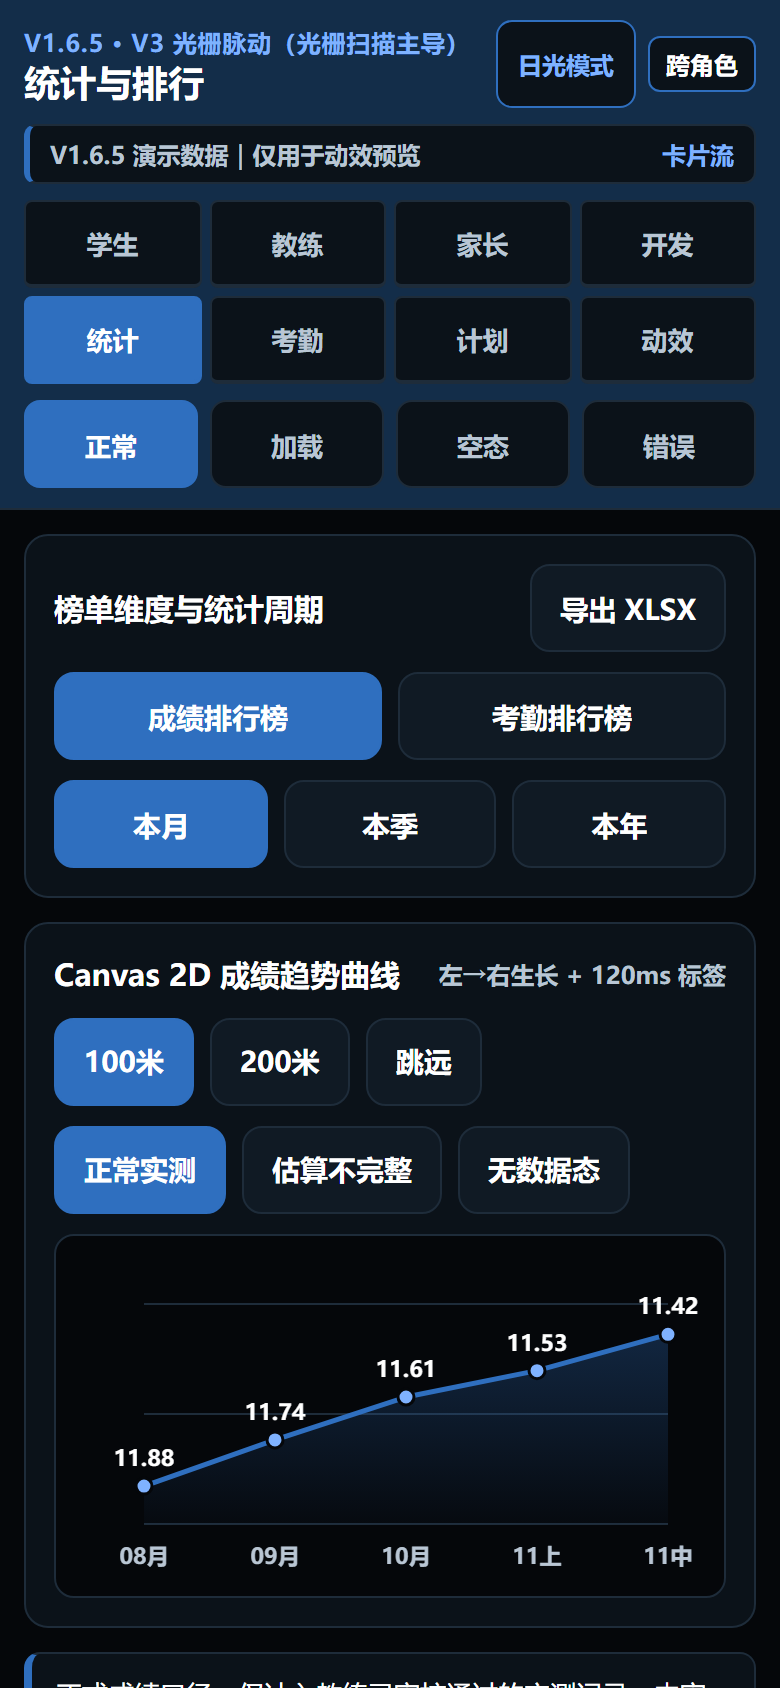 V1.6.5 • V3 光栅脉动（光栅扫描主导）
统计与排行
日光模式
跨角色
V1.6.5 演示数据 | 仅用于动效预览
卡片流
学生 教练 家长 开发
统计 考勤 计划 动效
正常 加载 空态 错误
榜单维度与统计周期
导出 XLSX
成绩排行榜 考勤排行榜
本月 本季 本年
Canvas 2D 成绩趋势曲线
左→右生长 + 120ms 标签
100米 200米 跳远
正常实测 估算不完整 无数据态
11.88 11.74 11.61 11.53 11.42
08月 09月 10月 11上 11中